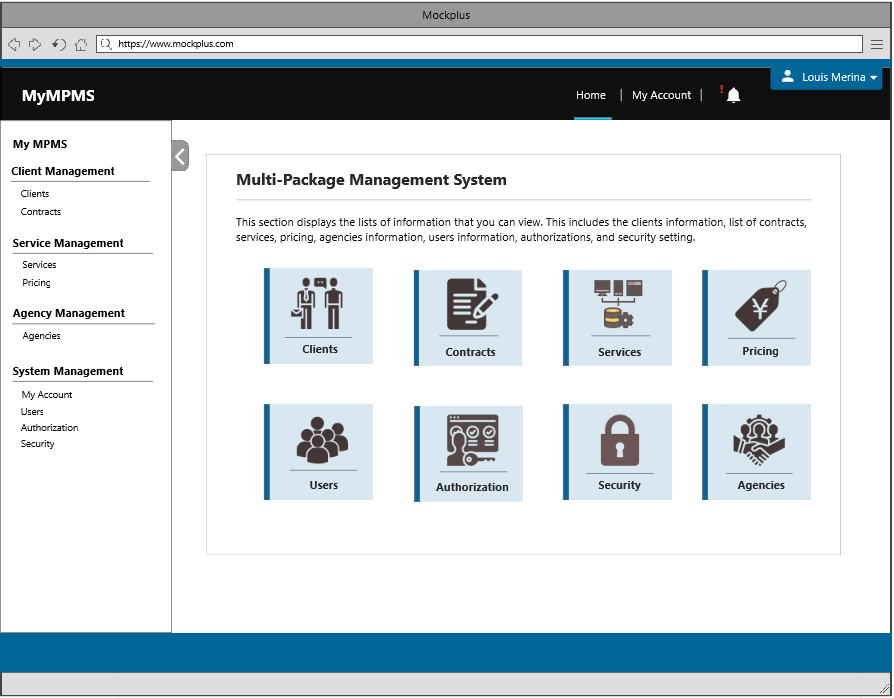 Mockplus
https://www.mockplus.com
Louis Merina
MyMPMS
Home | My Account |
!
My MPMS
Client Management
Clients
Contracts
Service Management
Services
Pricing
Agency Management
Agencies
System Management
My Account
Users
Authorization
Security
Multi-Package Management System
This section displays the lists of information that you can view. This includes the clients information, list of contracts,
services, pricing, agencies information, users information, authorizations, and security setting.
Clients
Contracts
Services
¥
Pricing
Users
Authorization
Security
Agencies